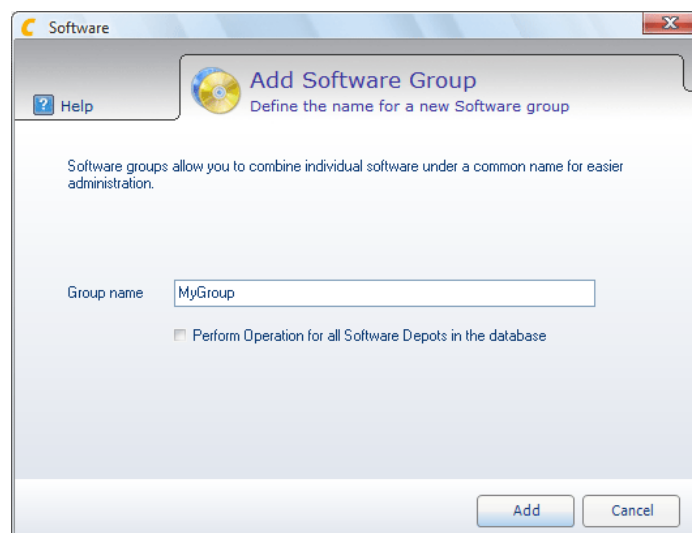 Software
Add Software Group
Help
Define the name for a new Software group
Software groups allow you to combine individual software under a common name for easier
administration.
Group name
MyGroup
Perform Operation for all Software Depots in the database
Add
Cancel